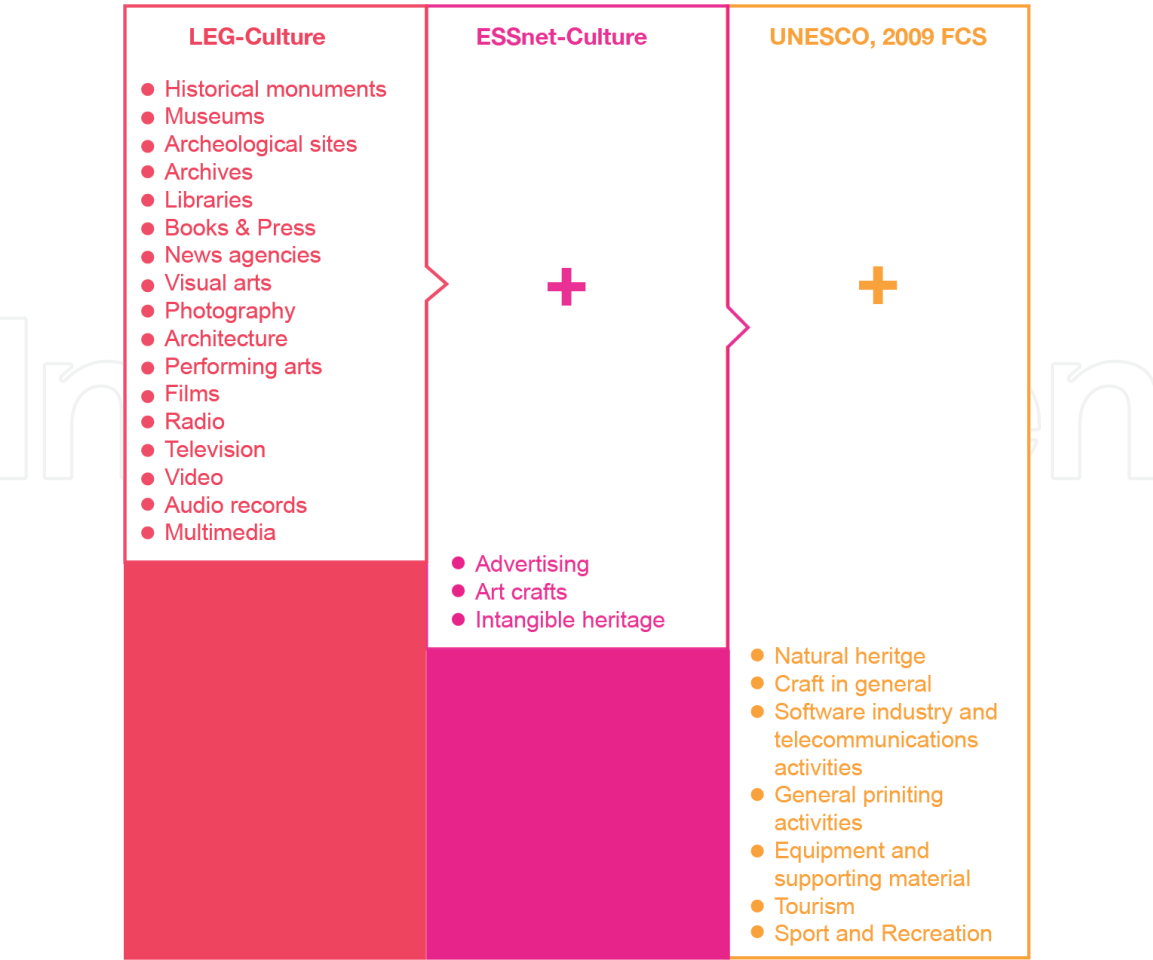 LEG-Culture
Historical monuments
Museums
Archeological sites
Archives
Libraries
Books & Press
News agencies
Visual arts
Photography
Architecture
Performing arts
Films
Radio
Television
Video
Audio records
Multimedia
ESSnet-Culture
+
Advertising
Art crafts
Intangible heritage
UNESCO, 2009 FCS
+
Natural heritge
Craft in general
Software industry and
telecommunications
activities
General priniting
activities
Equipment and
supporting material
Tourism
Sport and Recreation